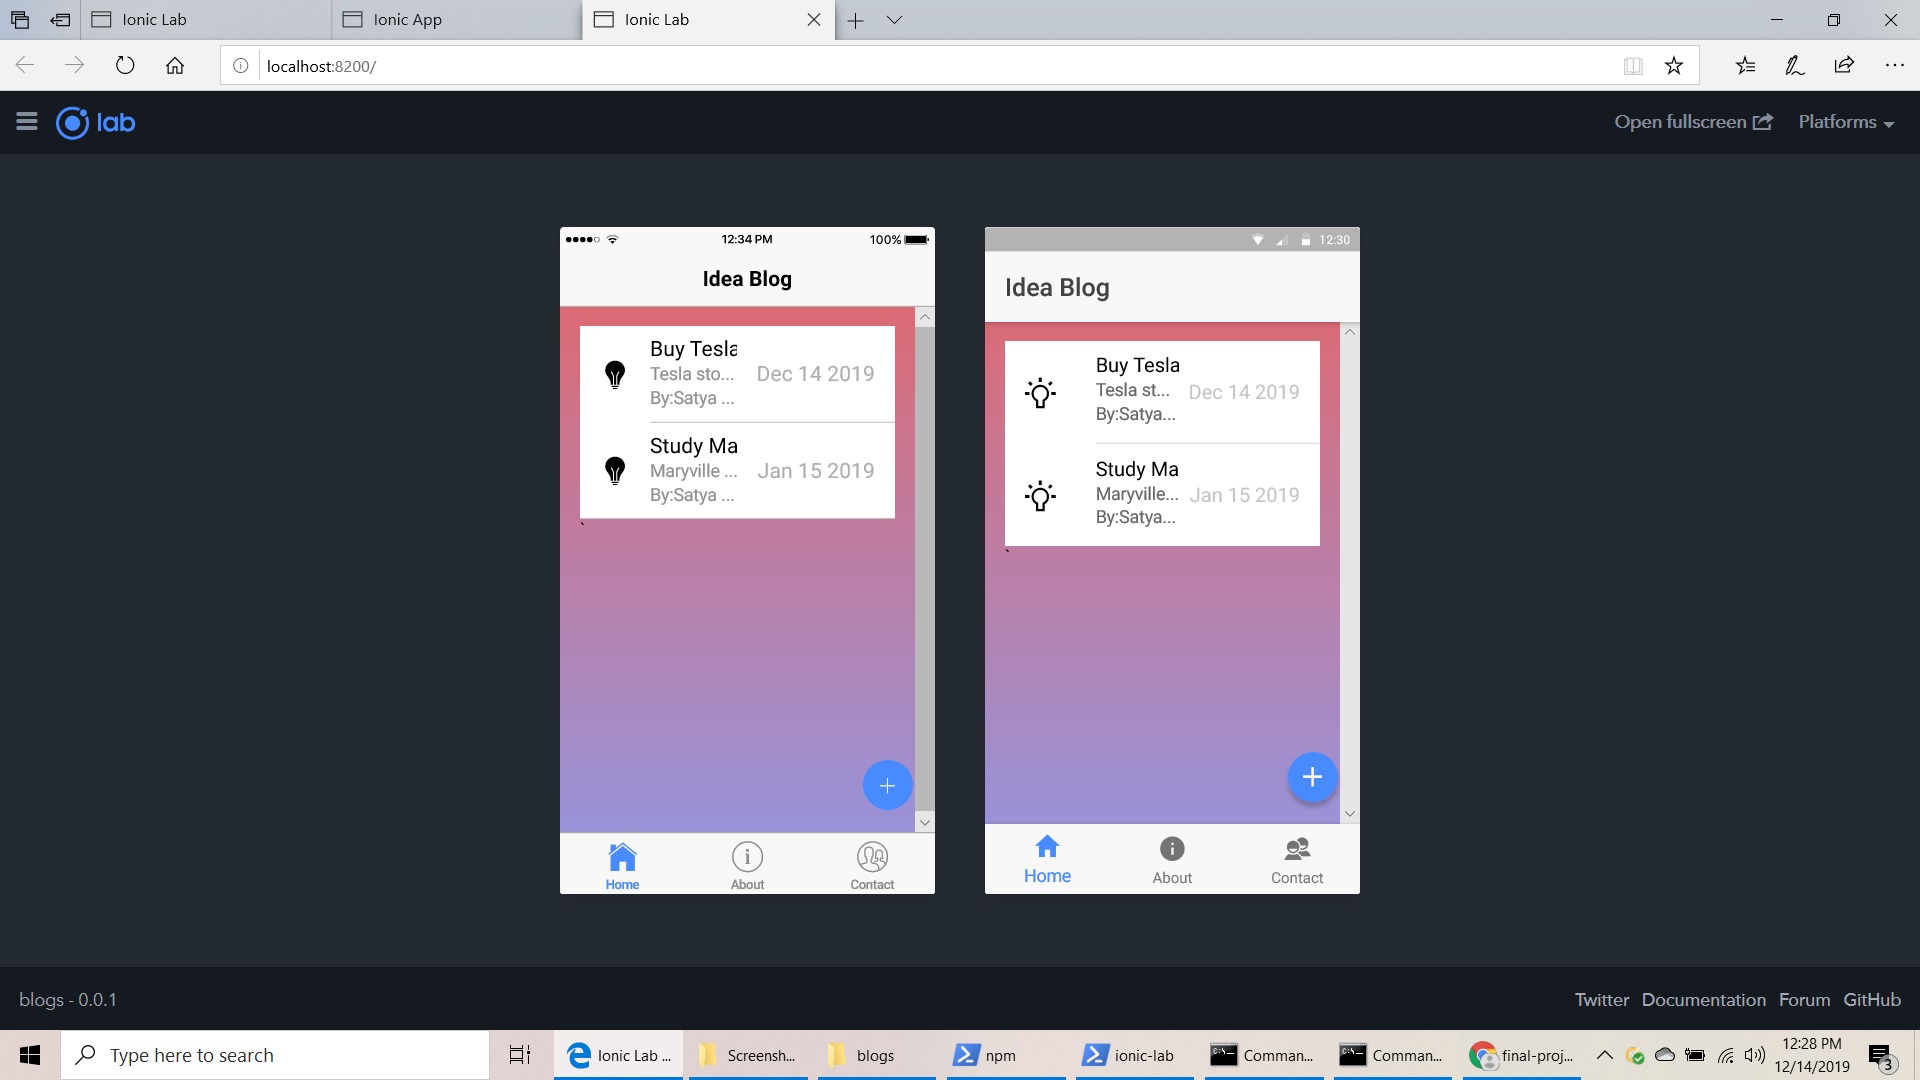 Ionic Lab
Ionic App
Ionic Lab
localhost:8200/
lab
Open fullscreen
Platforms
12:34 PM
100%
Idea Blog
Buy Tesla
Tesla sto...
By:Satya ...
Dec 14 2019
Study Ma
Maryville ...
By:Satya ...
Jan 15 2019
`
Home
About
Contact
12:30
Idea Blog
Buy Tesla
Tesla st...
By:Satya...
Dec 14 2019
Study Ma
Maryville...
By:Satya...
Jan 15 2019
`
Home
About
Contact
blogs - 0.0.1
Twitter Documentation Forum GitHub
Type here to search
Ionic Lab ...
Screensh...
blogs
npm
ionic-lab
Comman...
Comman...
final-proj...
12:28 PM
12/14/2019
3